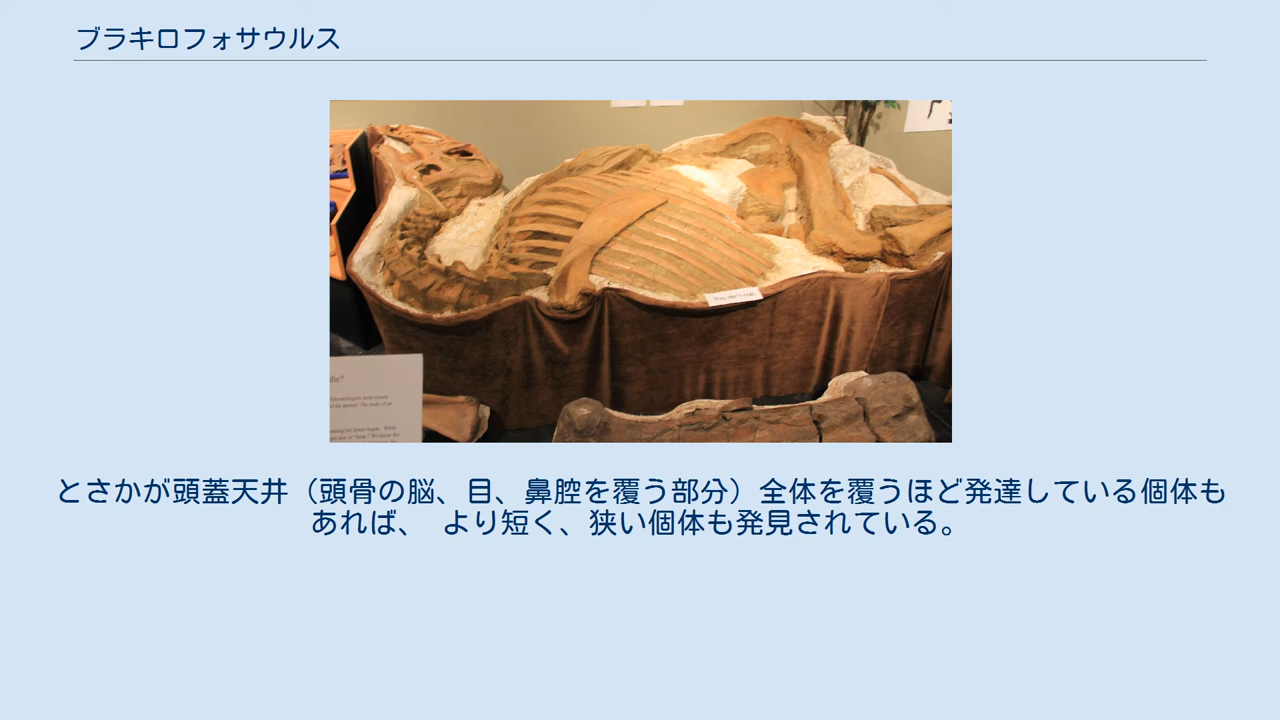 ブラキロフォサウルス
とさかが頭蓋天井（頭骨の脳、目、鼻腔を覆う部分）全体を覆うほど発達している個体も
あれば、 より短く、狭い個体も発見されている。